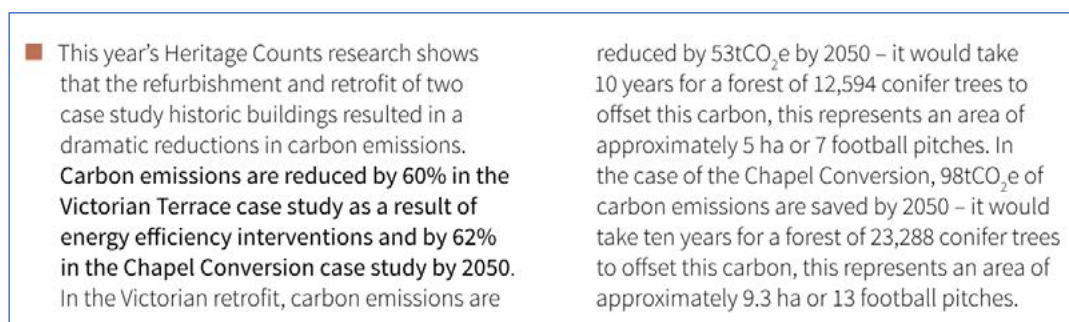 This year's Heritage Counts research shows
that the refurbishment and retrofit of two
case study historic buildings resulted in a
dramatic reductions in carbon emissions.
Carbon emissions are reduced by 60% in the
Victorian Terrace case study as a result of
energy efficiency interventions and by 62%
in the Chapel Conversion case study by 2050.
In the Victorian retrofit, carbon emissions are
reduced by 53tCO₂e by 2050 – it would take
10 years for a forest of 12,594 conifer trees to
offset this carbon, this represents an area of
approximately 5 ha or 7 football pitches. In
the case of the Chapel Conversion, 98tCO₂e of
carbon emissions are saved by 2050 – it would
take ten years for a forest of 23,288 conifer trees
to offset this carbon, this represents an area of
approximately 9.3 ha or 13 football pitches.